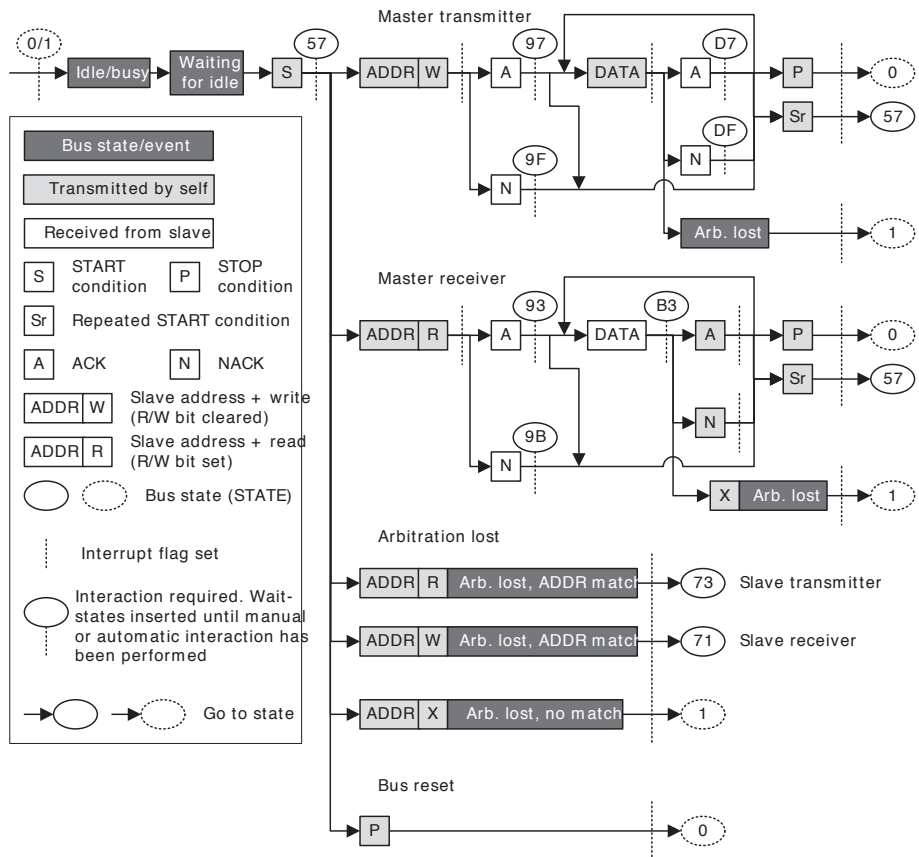 Master transmitter
0/1
57
97
D7
Idle/busy
Waiting
for idle
S
ADDR W
A
DATA
A
P
0
Sr
57
DF
N
9F
N
Arb. lost
1
Bus state/event
Transmitted by self
Received from slave
S START
condition
P STOP
condition
Sr Repeated START condition
A ACK
N NACK
ADDR W Slave address + write
(R/W bit cleared)
ADDR R Slave address + read
(R/W bit set)
Bus state (STATE)
Interrupt flag set
Interaction required. Wait-
states inserted until manual
or automatic interaction has
been performed
Go to state
Master receiver
93
B3
ADDR R
A
DATA
A
P
0
Sr
57
N
9B
N
X Arb. lost
1
Arbitration lost
ADDR R Arb. lost, ADDR match
73
Slave transmitter
ADDR W Arb. lost, ADDR match
71
Slave receiver
ADDR X Arb. lost, no match
1
Bus reset
P
0